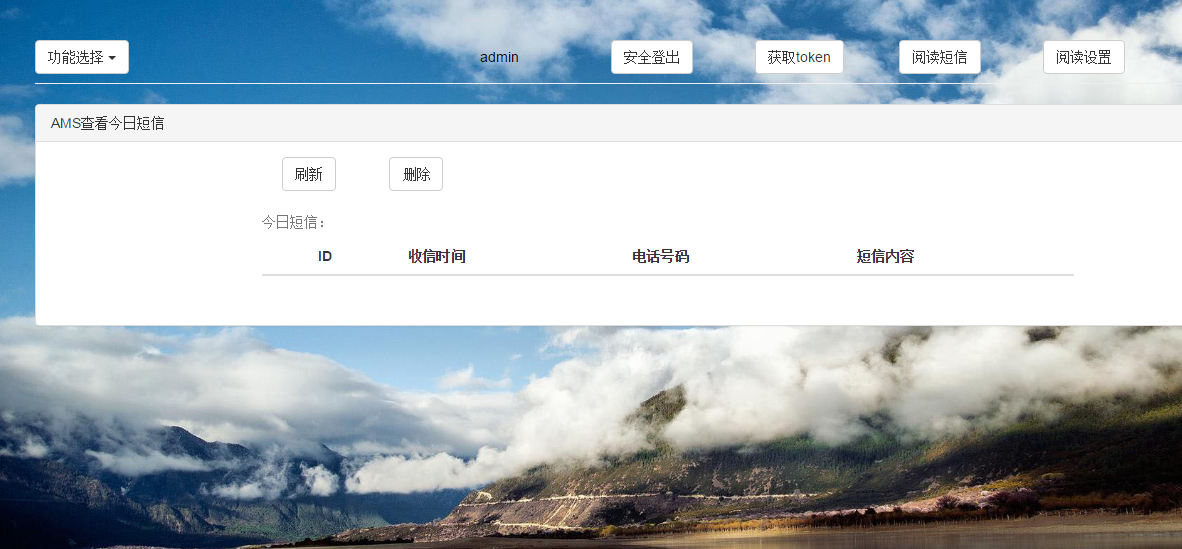 功能选择 admin 安全登出 获取token 阅读短信 阅读设置
AMS查看今日短信
刷新 删除
今日短信：
ID 收信时间 电话号码 短信内容